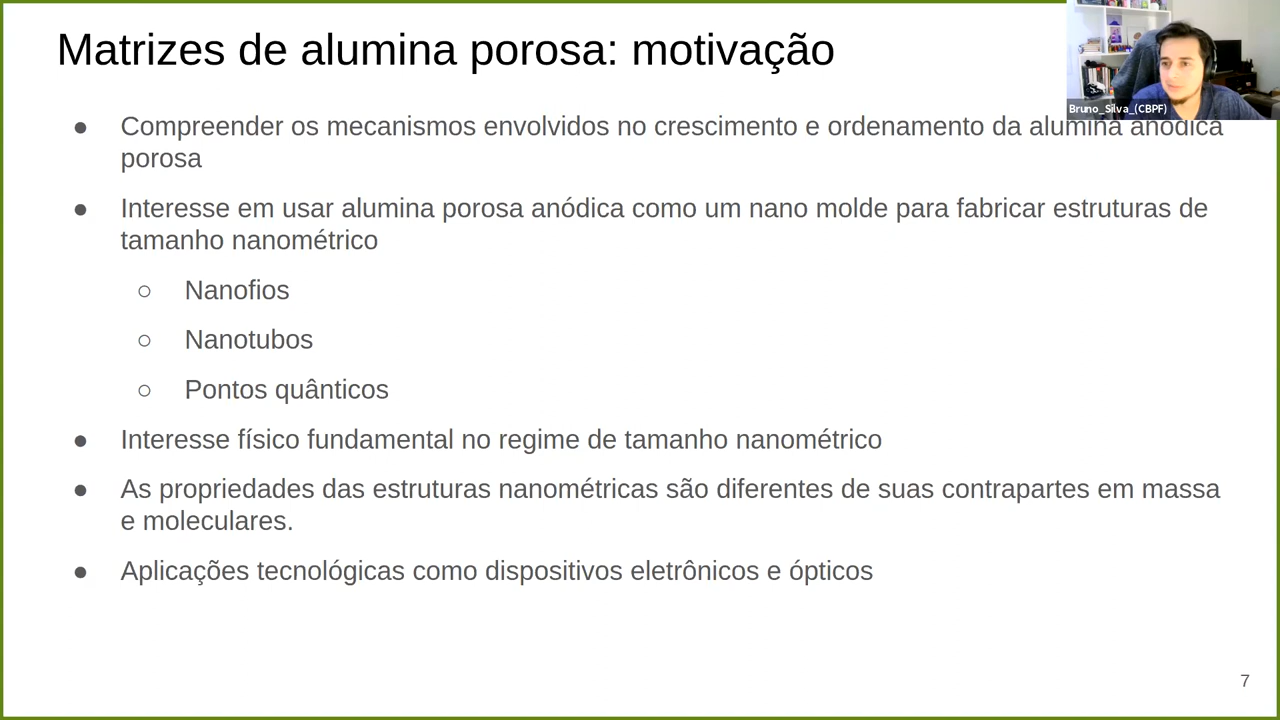 Matrizes de alumina porosa: motivação
Bruno_Silva_(CBPF)
● Compreender os mecanismos envolvidos no crescimento e ordenamento da alumina anódica
porosa
● Interesse em usar alumina porosa anódica como um nano molde para fabricar estruturas de
tamanho nanométrico
○ Nanofios
○ Nanotubos
○ Pontos quânticos
● Interesse físico fundamental no regime de tamanho nanométrico
● As propriedades das estruturas nanométricas são diferentes de suas contrapartes em massa
e moleculares.
● Aplicações tecnológicas como dispositivos eletrônicos e ópticos
7